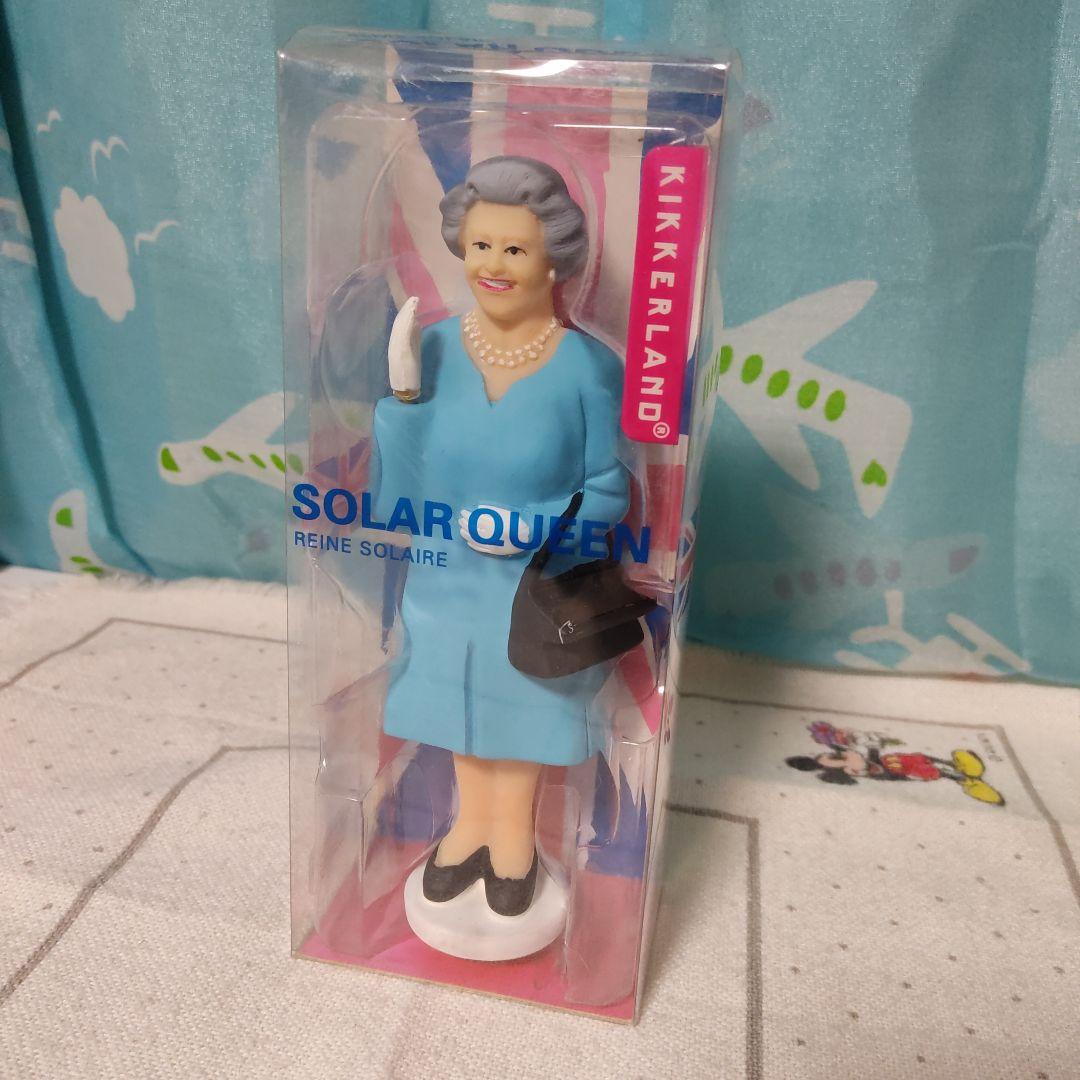 KIKKERLAND®
SOLAR QUEEN
REINE SOLAIRE